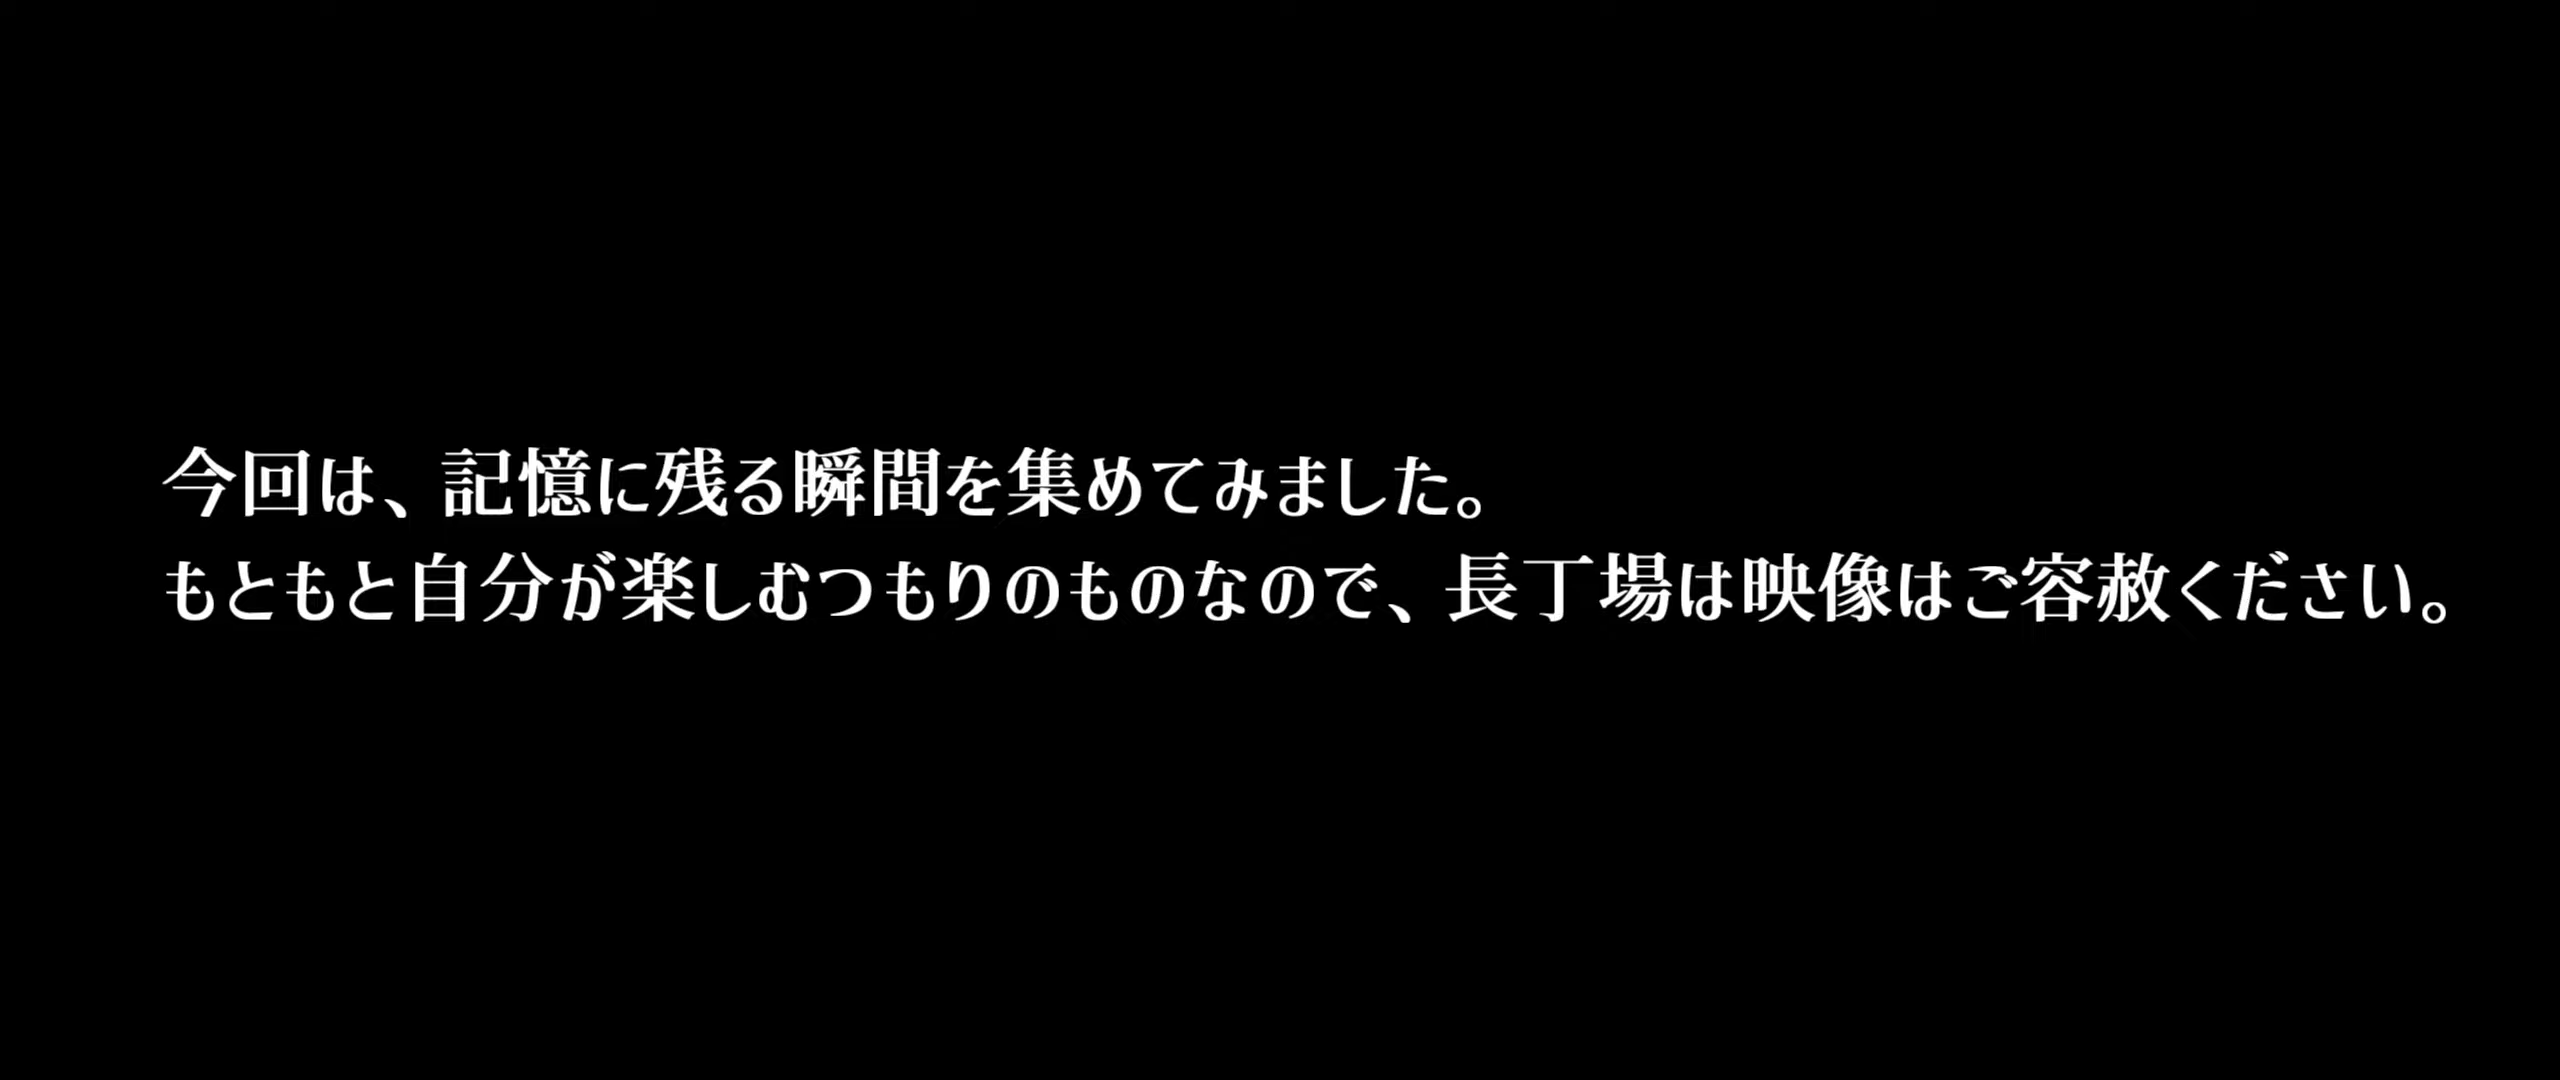 今回は、記憶に残る瞬間を集めてみました。
もともと自分が楽しむつもりのものなので、長丁場は映像はご容赦ください。